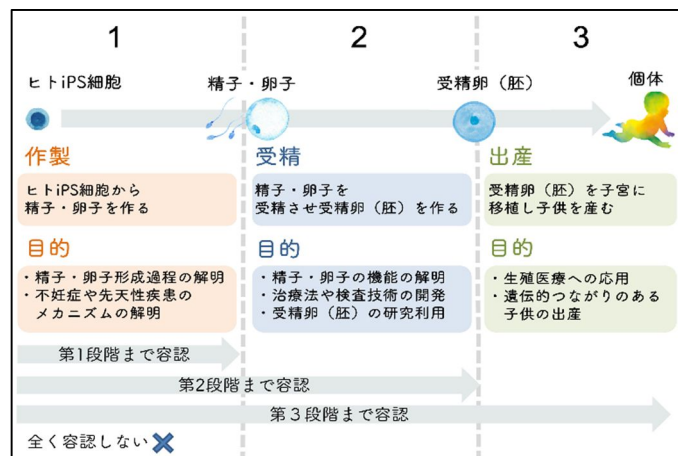 1
2
3
ヒトiPS細胞
精子・卵子
受精卵（胚）
個体
作製
ヒトiPS細胞から
精子・卵子を作る
目的
・精子・卵子形成過程の解明
・不妊症や先天性疾患の
メカニズムの解明
受精
精子・卵子を
受精させ受精卵（胚）を作る
目的
・精子・卵子の機能の解明
・治療法や検査技術の開発
・受精卵（胚）の研究利用
出産
受精卵（胚）を子宮に
移植し子供を産む
目的
・生殖医療への応用
・遺伝的つながりのある
子供の出産
第1段階まで容認
第2段階まで容認
第３段階まで容認
全く容認しない